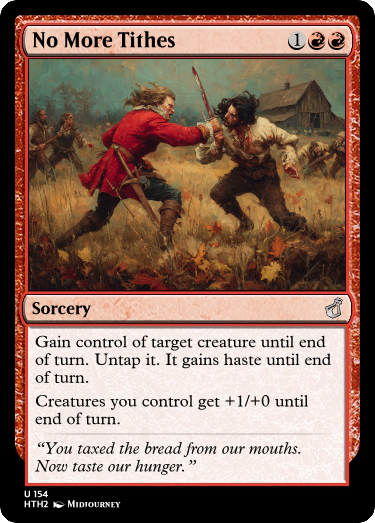 No More Tithes 1
Sorcery
Gain control of target creature until end
of turn. Untap it. It gains haste until end
of turn.
Creatures you control get +1/+0 until
end of turn.
“You taxed the bread from our mouths.
Now taste our hunger.”
U 154
HTH2 Midjourney